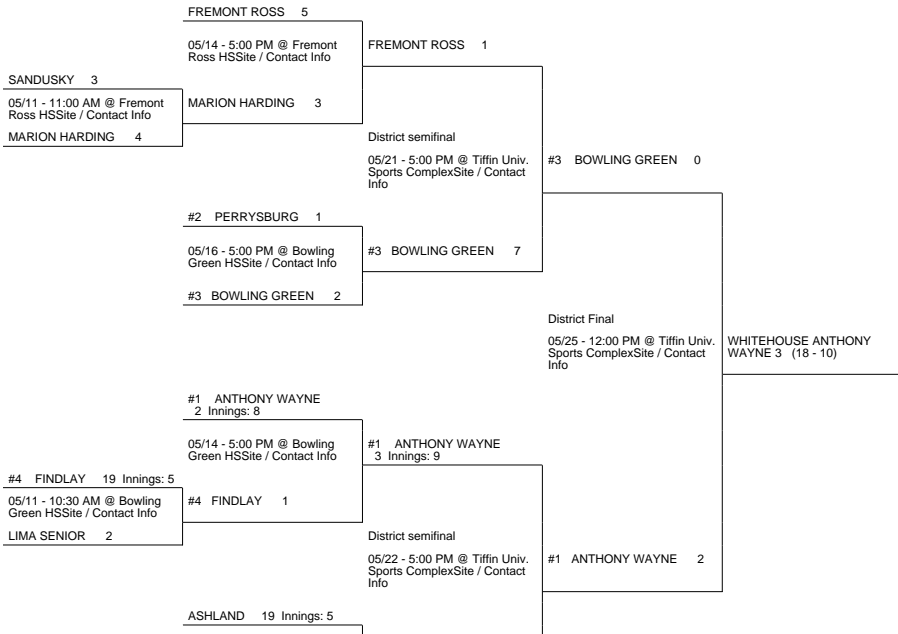 FREMONT ROSS 5
05/14 - 5:00 PM @ Fremont
Ross HSSite / Contact Info
FREMONT ROSS 1
SANDUSKY 3
05/11 - 11:00 AM @ Fremont
Ross HSSite / Contact Info
MARION HARDING 3
MARION HARDING 4
District semifinal
05/21 - 5:00 PM @ Tiffin Univ.
Sports ComplexSite / Contact
Info
#3 BOWLING GREEN 0
#2 PERRYSBURG 1
05/16 - 5:00 PM @ Bowling
Green HSSite / Contact Info
#3 BOWLING GREEN 7
#3 BOWLING GREEN 2
District Final
05/25 - 12:00 PM @ Tiffin Univ.
Sports ComplexSite / Contact
Info
WHITEHOUSE ANTHONY
WAYNE 3 (18 - 10)
#1 ANTHONY WAYNE
2 Innings: 8
05/14 - 5:00 PM @ Bowling
Green HSSite / Contact Info
#1 ANTHONY WAYNE
3 Innings: 9
#4 FINDLAY 19 Innings: 5
05/11 - 10:30 AM @ Bowling
Green HSSite / Contact Info
#4 FINDLAY 1
LIMA SENIOR 2
District semifinal
05/22 - 5:00 PM @ Tiffin Univ.
Sports ComplexSite / Contact
Info
#1 ANTHONY WAYNE 2
ASHLAND 19 Innings: 5